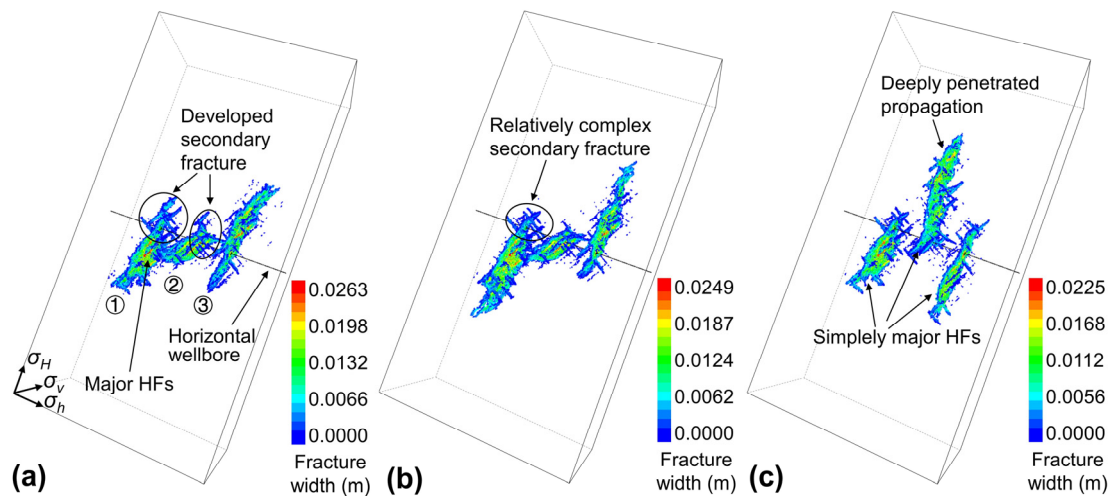 Developed
secondary
fracture
①
②
③
Major HFs
Horizontal
wellbore
σH
σv
σh
0.0263
0.0198
0.0132
0.0066
0.0000
Fracture
width (m)
(a)
Relatively complex
secondary fracture
0.0249
0.0187
0.0124
0.0062
0.0000
Fracture
width (m)
(b)
Deeply penetrated
propagation
Simplely major HFs
0.0225
0.0168
0.0112
0.0056
0.0000
Fracture
width (m)
(c)